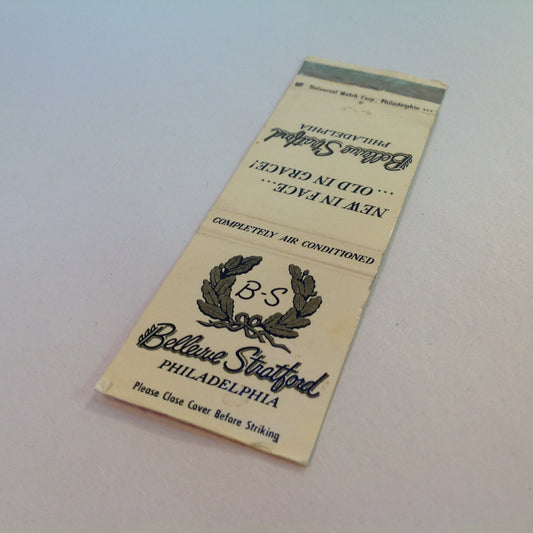 Universal Match Corp., Philadelphia
Bellevue Stratford
PHILADELPHIA
NEW IN FACE...
...OLD IN GRACE!
COMPLETELY AIR CONDITIONED
B-S
Bellevue Stratford
PHILADELPHIA
Please Close Cover Before Striking